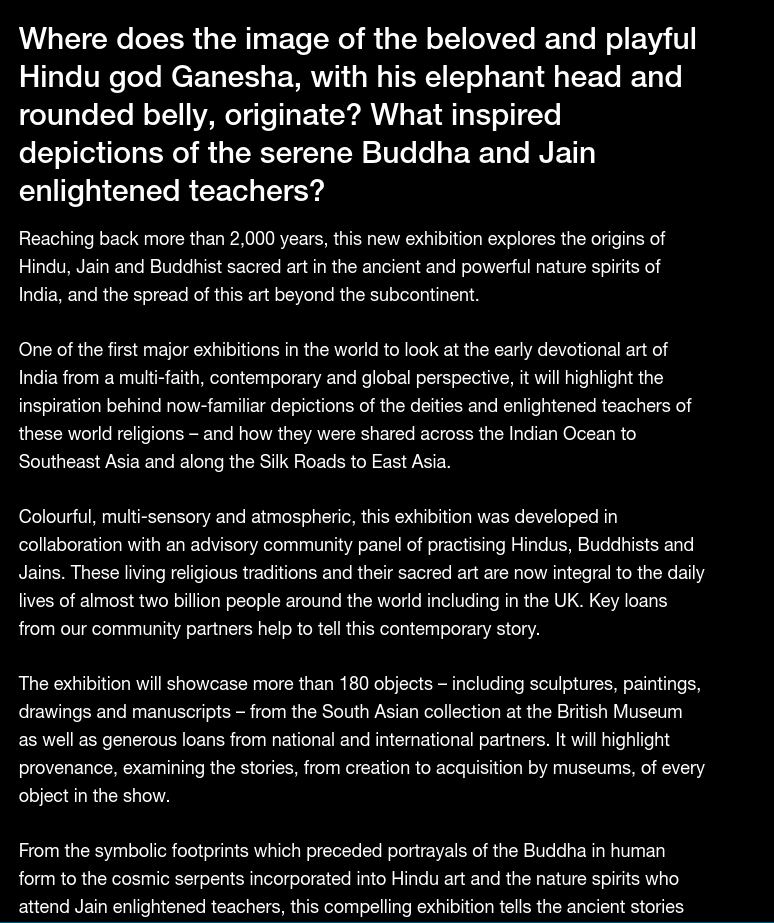 Where does the image of the beloved and playful
Hindu god Ganesha, with his elephant head and
rounded belly, originate? What inspired
depictions of the serene Buddha and Jain
enlightened teachers?
Reaching back more than 2,000 years, this new exhibition explores the origins of
Hindu, Jain and Buddhist sacred art in the ancient and powerful nature spirits of
India, and the spread of this art beyond the subcontinent.
One of the first major exhibitions in the world to look at the early devotional art of
India from a multi-faith, contemporary and global perspective, it will highlight the
inspiration behind now-familiar depictions of the deities and enlightened teachers of
these world religions – and how they were shared across the Indian Ocean to
Southeast Asia and along the Silk Roads to East Asia.
Colourful, multi-sensory and atmospheric, this exhibition was developed in
collaboration with an advisory community panel of practising Hindus, Buddhists and
Jains. These living religious traditions and their sacred art are now integral to the daily
lives of almost two billion people around the world including in the UK. Key loans
from our community partners help to tell this contemporary story.
The exhibition will showcase more than 180 objects – including sculptures, paintings,
drawings and manuscripts – from the South Asian collection at the British Museum
as well as generous loans from national and international partners. It will highlight
provenance, examining the stories, from creation to acquisition by museums, of every
object in the show.
From the symbolic footprints which preceded portrayals of the Buddha in human
form to the cosmic serpents incorporated into Hindu art and the nature spirits who
attend Jain enlightened teachers, this compelling exhibition tells the ancient stories